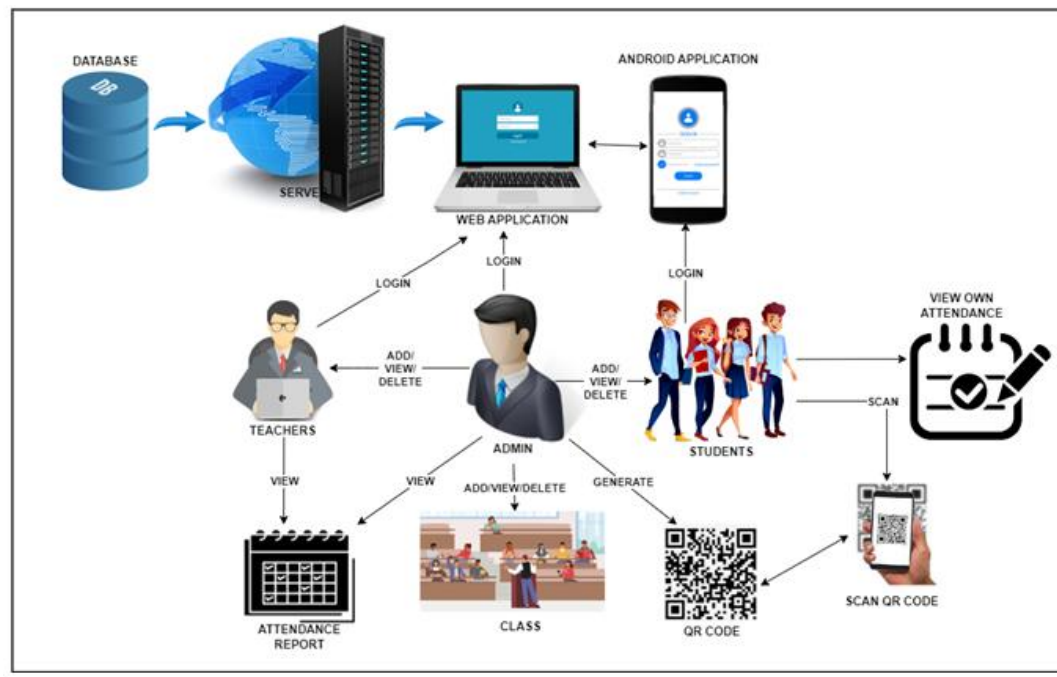 DATABASE
DB
SERVER
ANDROID APPLICATION
WEB APPLICATION
LOGIN
LOGIN
LOGIN
VIEW OWN
ATTENDANCE
ADD/
VIEW/
DELETE
ADD/
VIEW/
DELETE
SCAN
TEACHERS
ADMIN
STUDENTS
VIEW
VIEW
ADD/VIEW/DELETE
GENERATE
ATTENDANCE
REPORT
CLASS
QR CODE
SCAN QR CODE